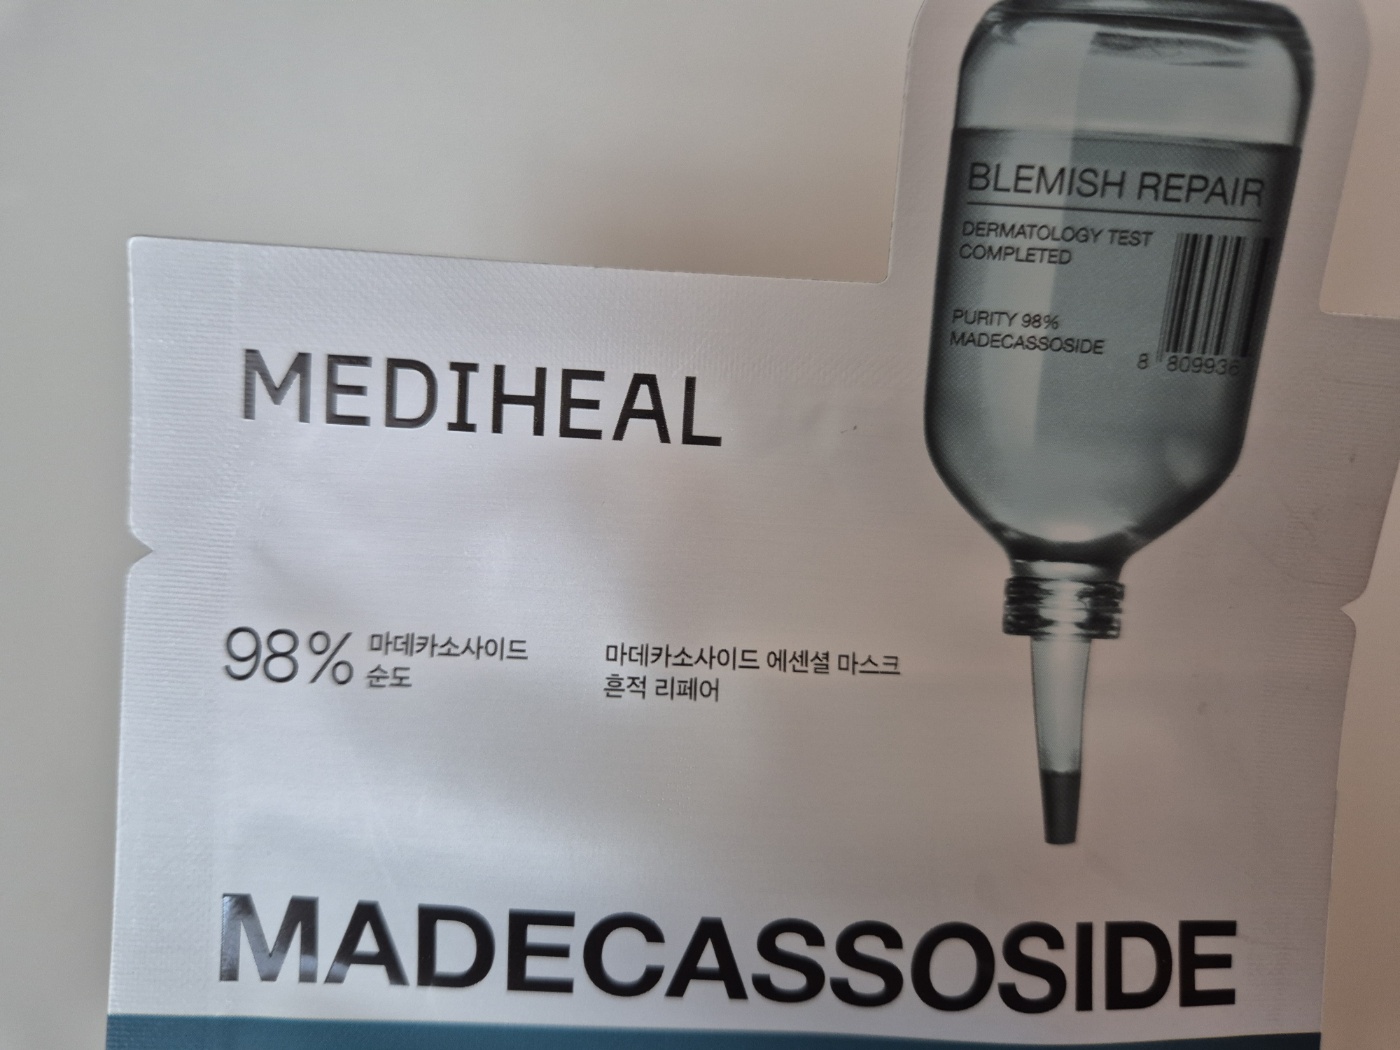 BLEMISH REPAIR
DERMATOLOGY TEST
COMPLETED
PURITY 98%
MADECASSOSIDE
8 809936
MEDIHEAL
98% 마데카소사이드
순도
마데카소사이드 에센셜 마스크
흔적 리페어
MADECASSOSIDE